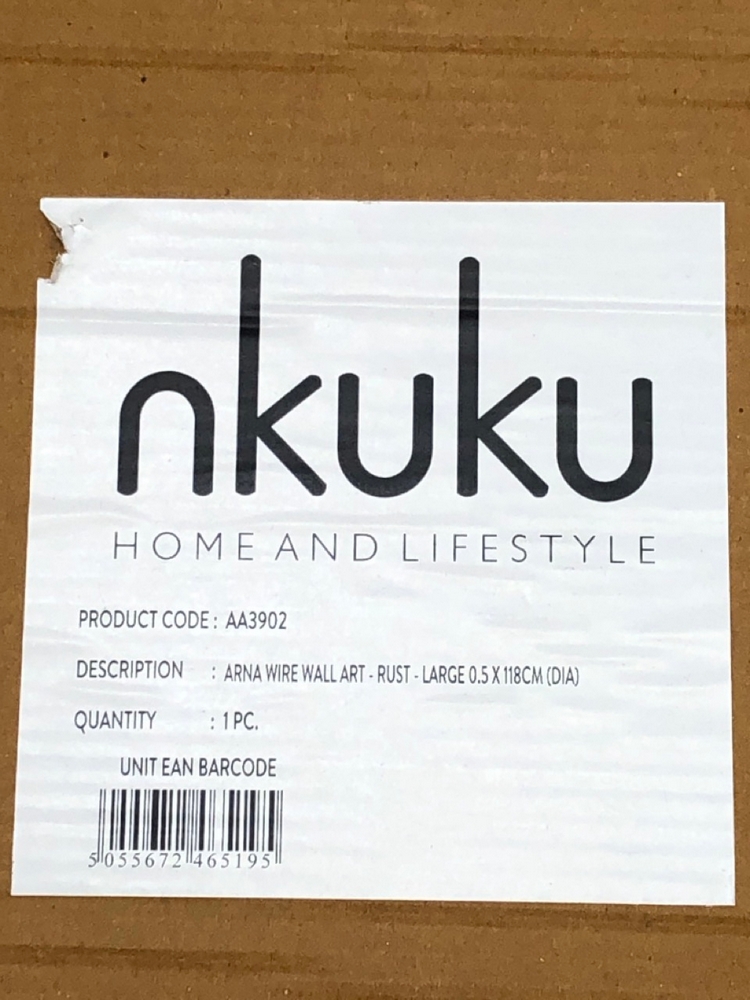 nkuku
HOME AND LIFESTYLE
PRODUCT CODE : AA3902
DESCRIPTION : ARNA WIRE WALL ART - RUST - LARGE 0.5 X 118CM (DIA)
QUANTITY : 1 PC.
UNIT EAN BARCODE
5 055672 465195